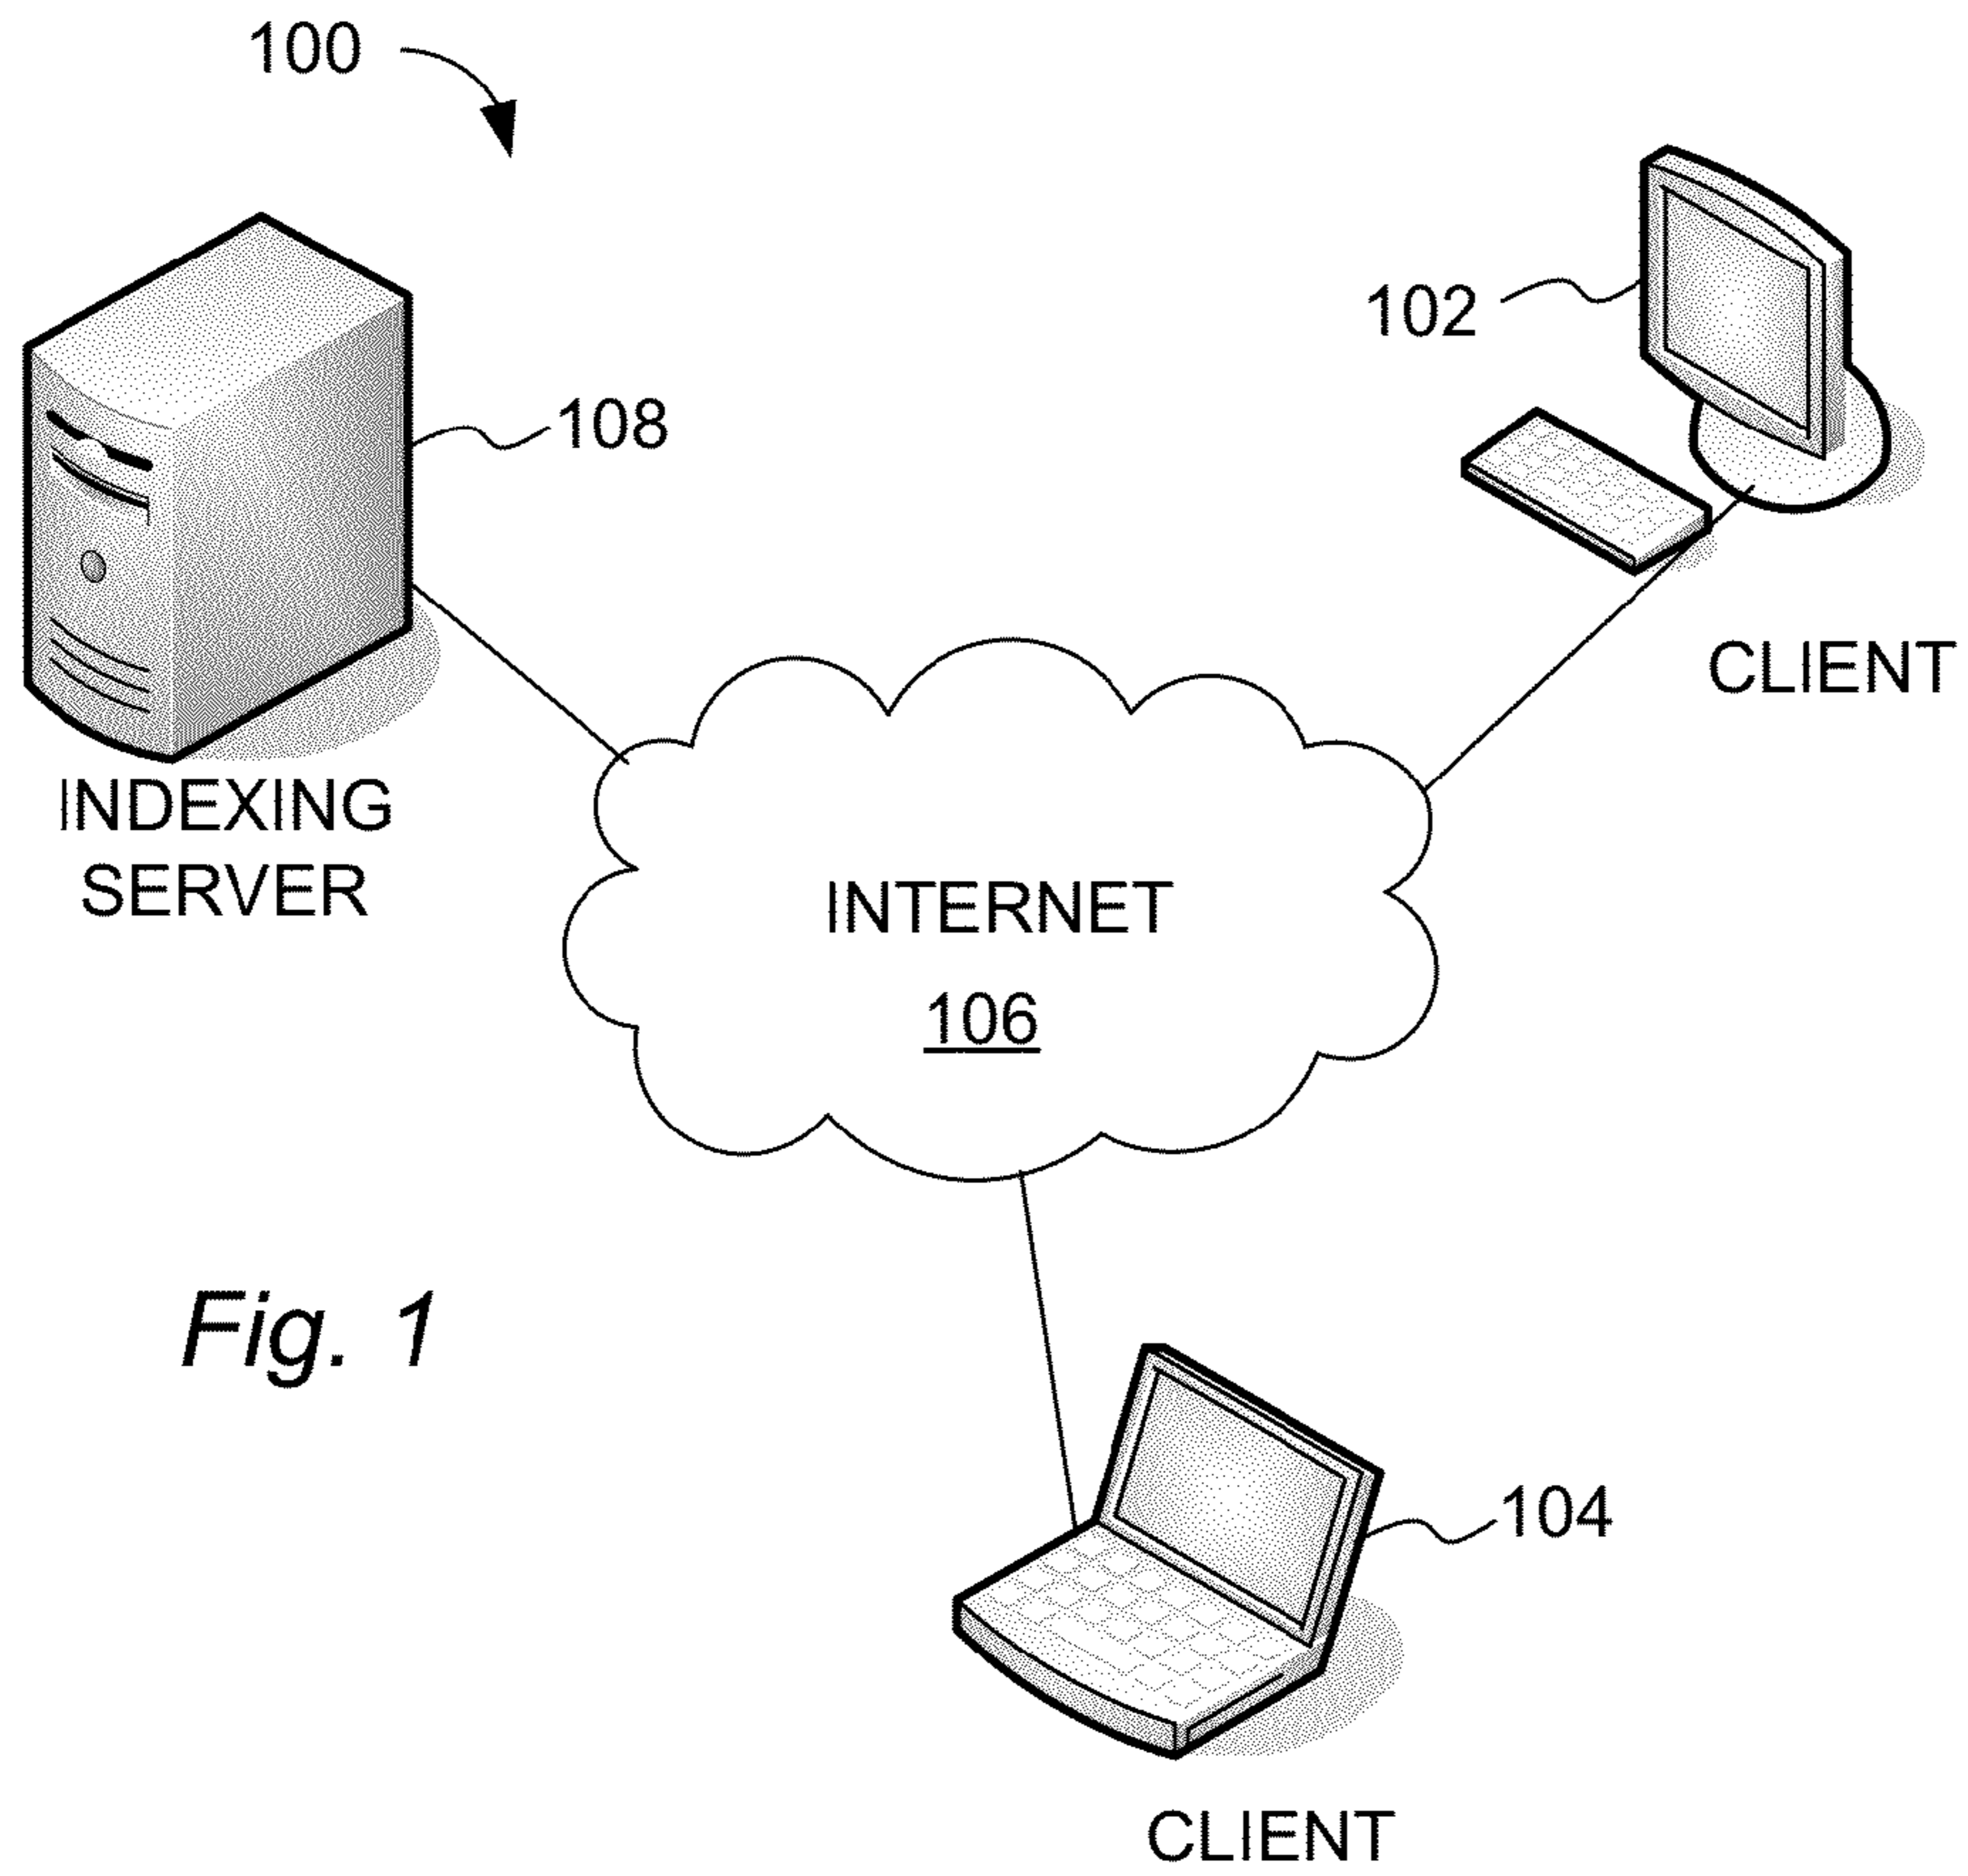 100
102
108
CLIENT
INDEXING
SERVER
INTERNET
106
Fig. 1
104
CLIENT